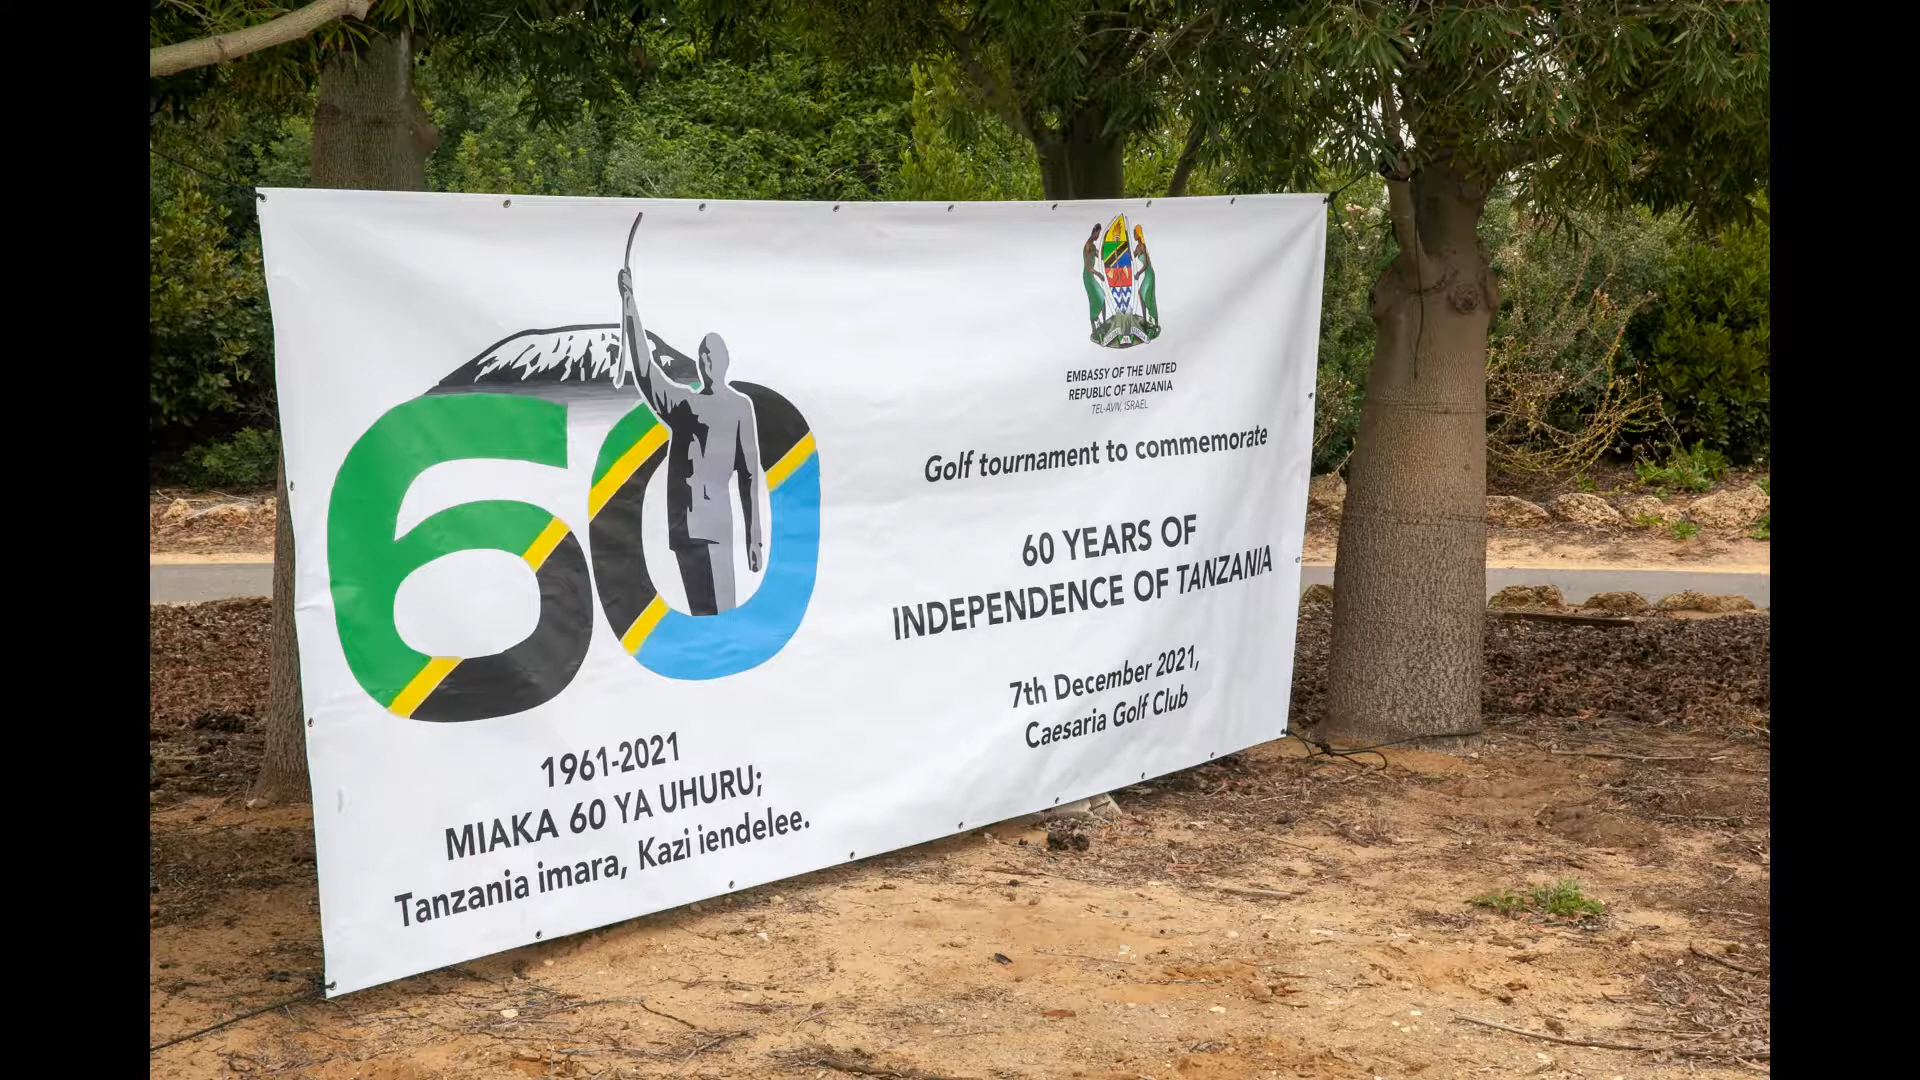 60
1961-2021
MIAKA 60 YA UHURU;
Tanzania imara, Kazi iendelee.
EMBASSY OF THE UNITED
REPUBLIC OF TANZANIA
TEL-AVIV, ISRAEL
Golf tournament to commemorate
60 YEARS OF
INDEPENDENCE OF TANZANIA
7th December 2021,
Caesaria Golf Club